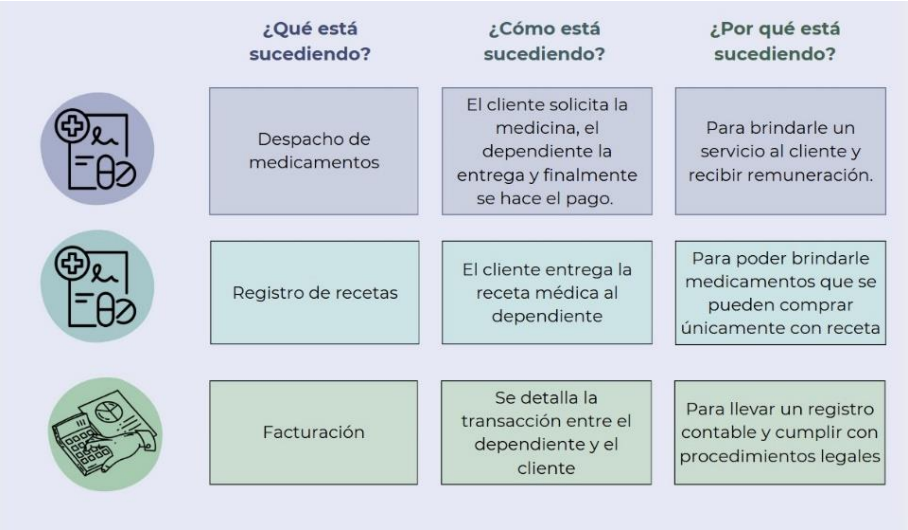 ¿Qué está
sucediendo?
¿Cómo está
sucediendo?
¿Por qué está
sucediendo?
Despacho de
medicamentos
El cliente solicita la
medicina, el
dependiente la
entrega y finalmente
se hace el pago.
Para brindarle un
servicio al cliente y
recibir remuneración.
Registro de recetas
El cliente entrega la
receta médica al
dependiente
Para poder brindarle
medicamentos que se
pueden comprar
únicamente con receta
Facturación
Se detalla la
transacción entre el
dependiente y el
cliente
Para llevar un registro
contable y cumplir con
procedimientos legales